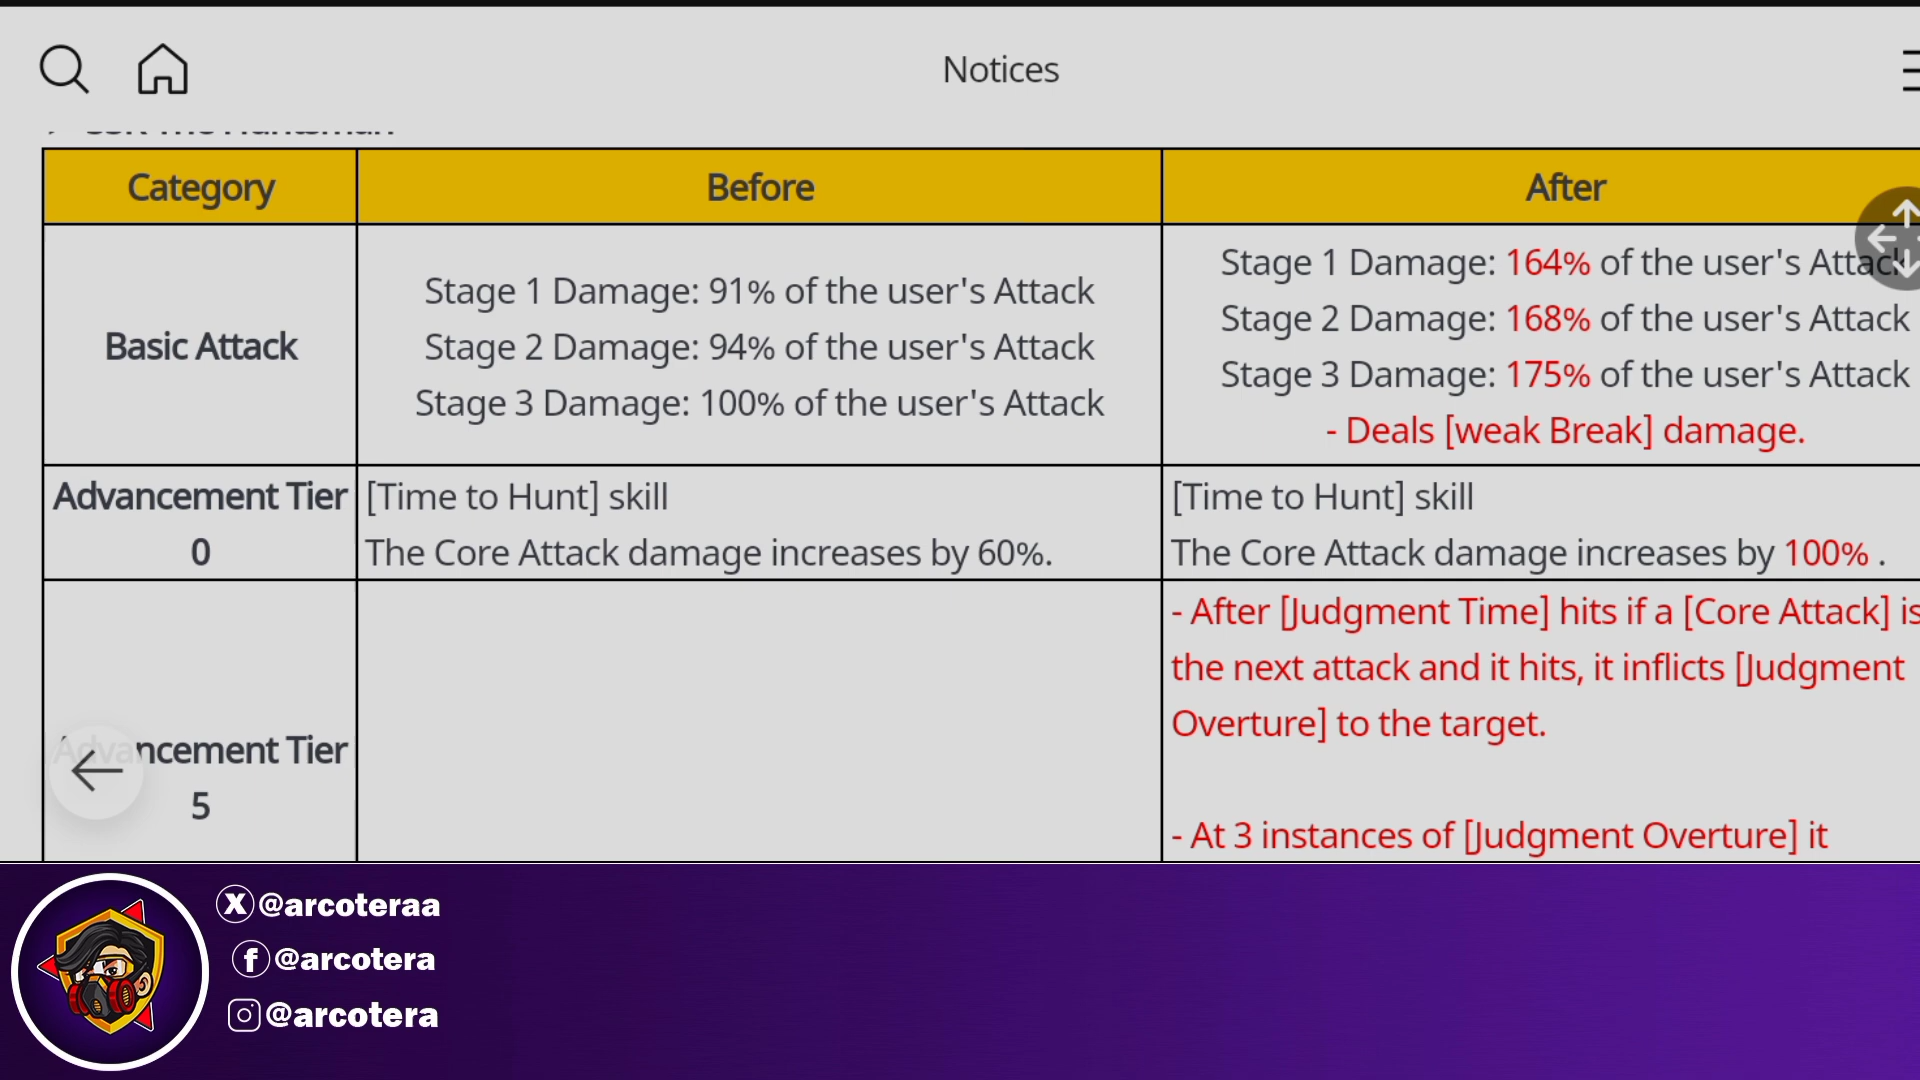 Notices
SSR The Huntsman
Category
Before
After
Basic Attack
Stage 1 Damage: 91% of the user's Attack
Stage 2 Damage: 94% of the user's Attack
Stage 3 Damage: 100% of the user's Attack
Stage 1 Damage: 164% of the user's Attack
Stage 2 Damage: 168% of the user's Attack
Stage 3 Damage: 175% of the user's Attack
- Deals [weak Break] damage.
Advancement Tier
0
[Time to Hunt] skill
The Core Attack damage increases by 60%.
[Time to Hunt] skill
The Core Attack damage increases by 100% .
Advancement Tier
5
- After [Judgment Time] hits if a [Core Attack] is
the next attack and it hits, it inflicts [Judgment
Overture] to the target.
- At 3 instances of [Judgment Overture] it
X @arcoteraa
f @arcotera
@arcotera